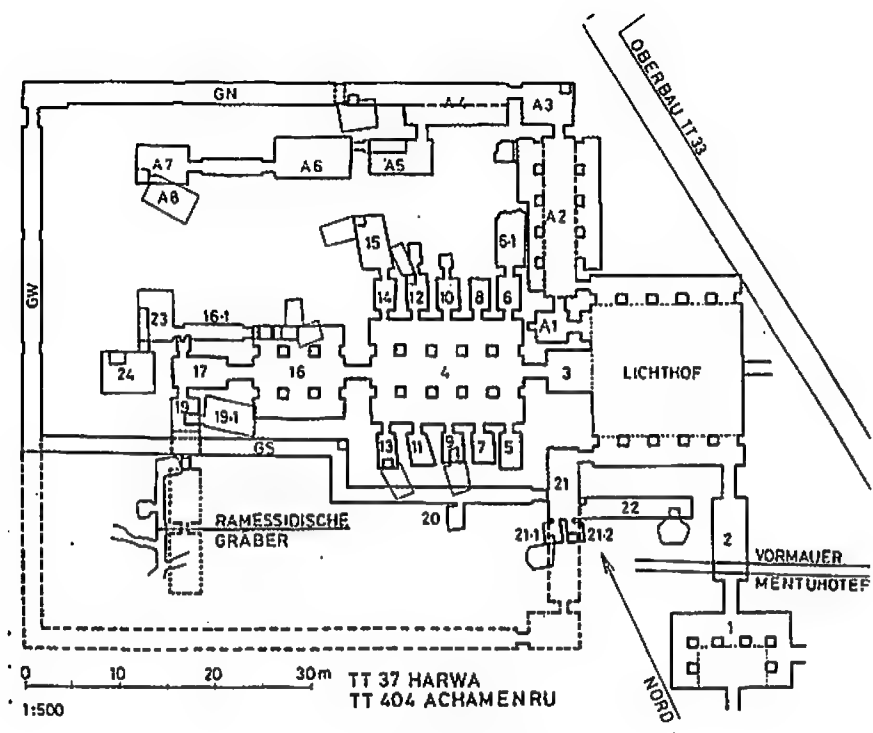 OBERBAU TT 33
GN
A4
A3
A7
A6
A5
A8
A2
6·1
15
14
12
10
8
6
GW
23
16·1
A1
24
17
16
4
3
LICHTHOF
19
19·1
13
11
9
7
5
GS
21
22
20
21·1
21·2
2
RAMESSIDISCHE
GRÄBER
VORMAUER
MENTUHOTEP
1
NORD
0 10 20 30m
1:500
TT 37 HARWA
TT 404 ACHAMENRU